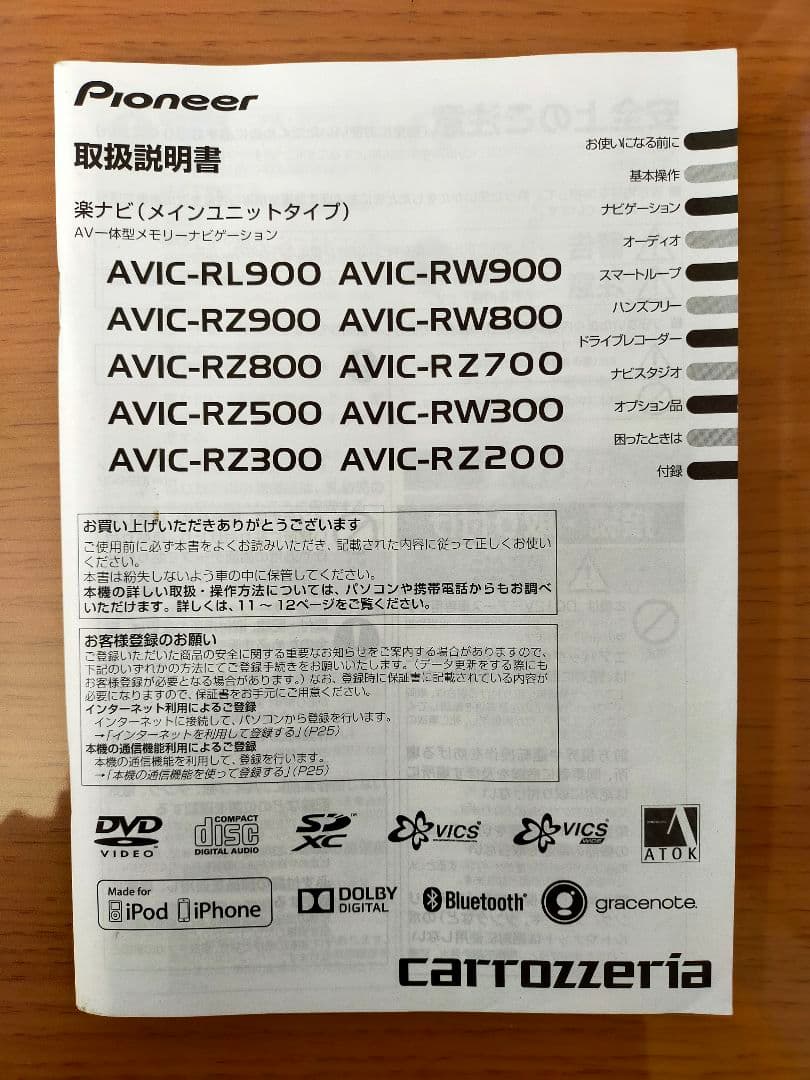 Pioneer
取扱説明書
楽ナビ(メインユニットタイプ)
AV一体型メモリーナビゲーション
AVIC-RL900 AVIC-RW900
AVIC-RZ900 AVIC-RW800
AVIC-RZ800 AVIC-RZ700
AVIC-RZ500 AVIC-RW300
AVIC-RZ300 AVIC-RZ200
お使いになる前に
基本操作
ナビゲーション
オーディオ
スマートループ
ハンズフリー
ドライブレコーダー
ナビスタジオ
オプション品
困ったときは
付録
お買い上げいただきありがとうございます
ご使用前に必ず本書をよくお読みいただき、記載された内容に従って正しくお使い
ください。
本書は紛失しないよう車の中に保管してください。
本機の詳しい取扱・操作方法については、パソコンや携帯電話からもお調べ
いただけます。詳しくは、11～12ページをご覧ください。
お客様登録のお願い
ご登録いただいた商品の安全に関する重要なお知らせをご案内する場合がありますので、
下記のいずれかの方法にてご登録手続きをお願いいたします。(データ更新をする際にも
お客様登録が必要となる場合があります。)なお、登録時に保証書に記載されている内容が
必要になりますので、保証書をお手元にご用意ください。
インターネット利用によるご登録
インターネットに接続して、パソコンから登録を行います。
→「インターネットを利用して登録する」(P25)
本機の通信機能利用によるご登録
本機の通信機能を利用して、登録を行います。
→「本機の通信機能を使って登録する」(P25)
DVD VIDEO
COMPACT disc DIGITAL AUDIO
SD XC
VICS
VICS WIDE
ATOK
Made for iPod iPhone
DOLBY DIGITAL
Bluetooth®
gracenote.
carrozzeria